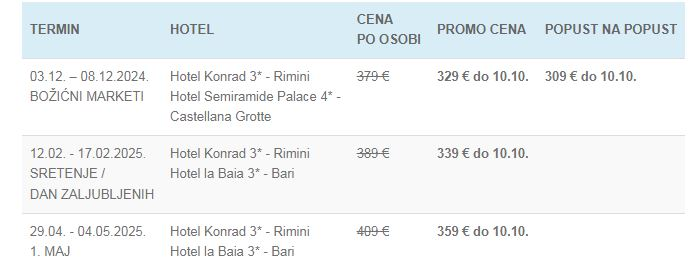 TERMIN HOTEL CENA PO OSOBI PROMO CENA POPUST NA POPUST
03.12. – 08.12.2024. Hotel Konrad 3* - Rimini 379 € 329 € do 10.10. 309 € do 10.10.
BOŽIĆNI MARKETI Hotel Semiramide Palace 4* -
Castellana Grotte
12.02. - 17.02.2025. Hotel Konrad 3* - Rimini 389 € 339 € do 10.10.
SRETENJE / Hotel la Baia 3* - Bari
DAN ZALJUBLJENIH
29.04. - 04.05.2025. Hotel Konrad 3* - Rimini 409 € 359 € do 10.10.
1. MAJ Hotel la Baia 3* - Bari